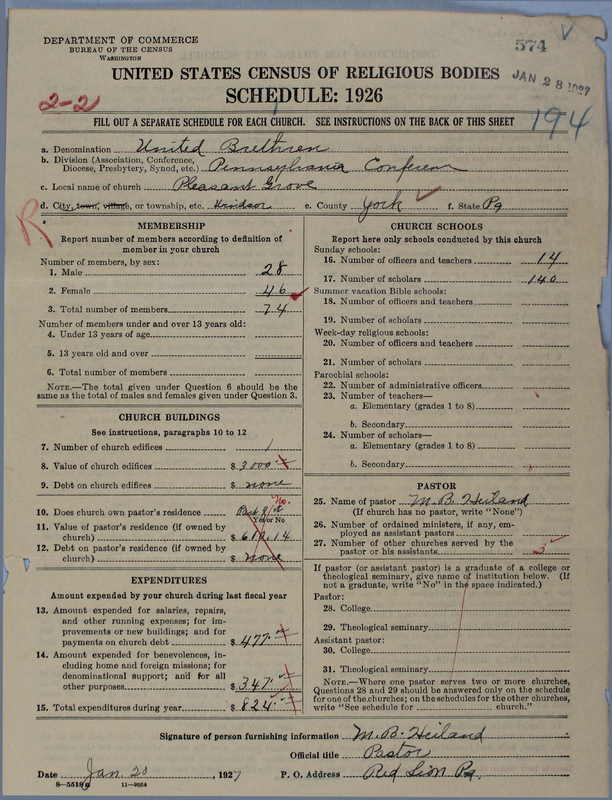 DEPARTMENT OF COMMERCE
BUREAU OF THE CENSUS
WASHINGTON
574
JAN 28 1927
UNITED STATES CENSUS OF RELIGIOUS BODIES
SCHEDULE: 1926
2-2
194
FILL OUT A SEPARATE SCHEDULE FOR EACH CHURCH. SEE INSTRUCTIONS ON THE BACK OF THIS SHEET
a. Denomination United Brethren
b. Division (Association, Conference, Diocese, Presbytery, Synod, etc.) Pennsylvania Conference
c. Local name of church Pleasant Grove
d. City, town, village, or township, etc. Windsor e. County York f. State Pa
R
MEMBERSHIP
Report number of members according to definition of
member in your church
Number of members, by sex:
1. Male 28
2. Female 46
3. Total number of members 74
Number of members under and over 13 years old:
4. Under 13 years of age
5. 13 years old and over
6. Total number of members
NOTE.—The total given under Question 6 should be the
same as the total of males and females given under Question 3.
CHURCH BUILDINGS
See instructions, paragraphs 10 to 12
7. Number of church edifices 1
8. Value of church edifices $ 3000
9. Debt on church edifices $ none
10. Does church own pastor's residence No.
Yes or No
11. Value of pastor's residence (if owned by
church) $
12. Debt on pastor's residence (if owned by
church) $ none
EXPENDITURES
Amount expended by your church during last fiscal year
13. Amount expended for salaries, repairs,
and other running expenses; for im-
provements or new buildings; and for
payments on church debt $ 477
14. Amount expended for benevolences, in-
cluding home and foreign missions; for
denominational support; and for all
other purposes $ 347
15. Total expenditures during year $ 824
CHURCH SCHOOLS
Report here only schools conducted by this church
Sunday schools:
16. Number of officers and teachers 14
17. Number of scholars 140
Summer vacation Bible schools:
18. Number of officers and teachers
19. Number of scholars
Week-day religious schools:
20. Number of officers and teachers
21. Number of scholars
Parochial schools:
22. Number of administrative officers
23. Number of teachers—
a. Elementary (grades 1 to 8)
b. Secondary
24. Number of scholars—
a. Elementary (grades 1 to 8)
b. Secondary
PASTOR
25. Name of pastor M. B. Heiland
(If church has no pastor, write "None")
26. Number of ordained ministers, if any, em-
ployed as assistant pastors
27. Number of other churches served by the
pastor or his assistants 3
If pastor (or assistant pastor) is a graduate of a college or
theological seminary, give name of institution below. (If
not a graduate, write "No" in the space indicated.)
Pastor:
28. College
29. Theological seminary
Assistant pastor:
30. College
31. Theological seminary
NOTE.—Where one pastor serves two or more churches,
Questions 28 and 29 should be answered only on the schedule
for one of the churches; on the schedules for the other churches,
write "See schedule for church."
Signature of person furnishing information M. B. Heiland
Official title Pastor
Date Jan. 20, 1927 P. O. Address Red Lion Pa.
8—5518a 11—9054